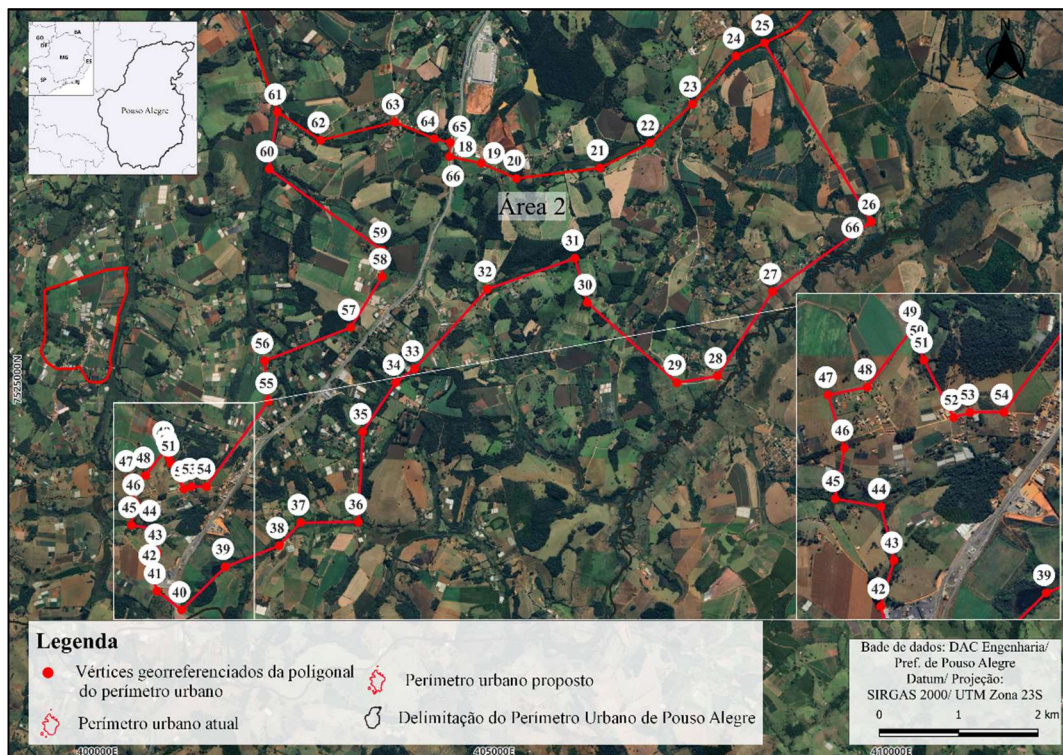 GO
BA
DF
MG
ES
SP
RJ
Pouso Alegre
N
24
25
61
63
23
62
64
65
22
18
19
60
66
20
21
Área 2
26
59
66
31
58
32
30
27
57
56
33
29
28
34
55
35
7525000N
49
50
51
48
47
52
53
54
46
45
44
43
42
39
51
47
48
53
54
46
45
44
43
42
41
40
39
38
37
36
Legenda
Vértices georreferenciados da poligonal
do perímetro urbano
Perímetro urbano atual
Perímetro urbano proposto
Delimitação do Perímetro Urbano de Pouso Alegre
Bade de dados: DAC Engenharia/
Pref. de Pouso Alegre
Datum/ Projeção:
SIRGAS 2000/ UTM Zona 23S
0 1 2 km
400000E
405000E
410000E